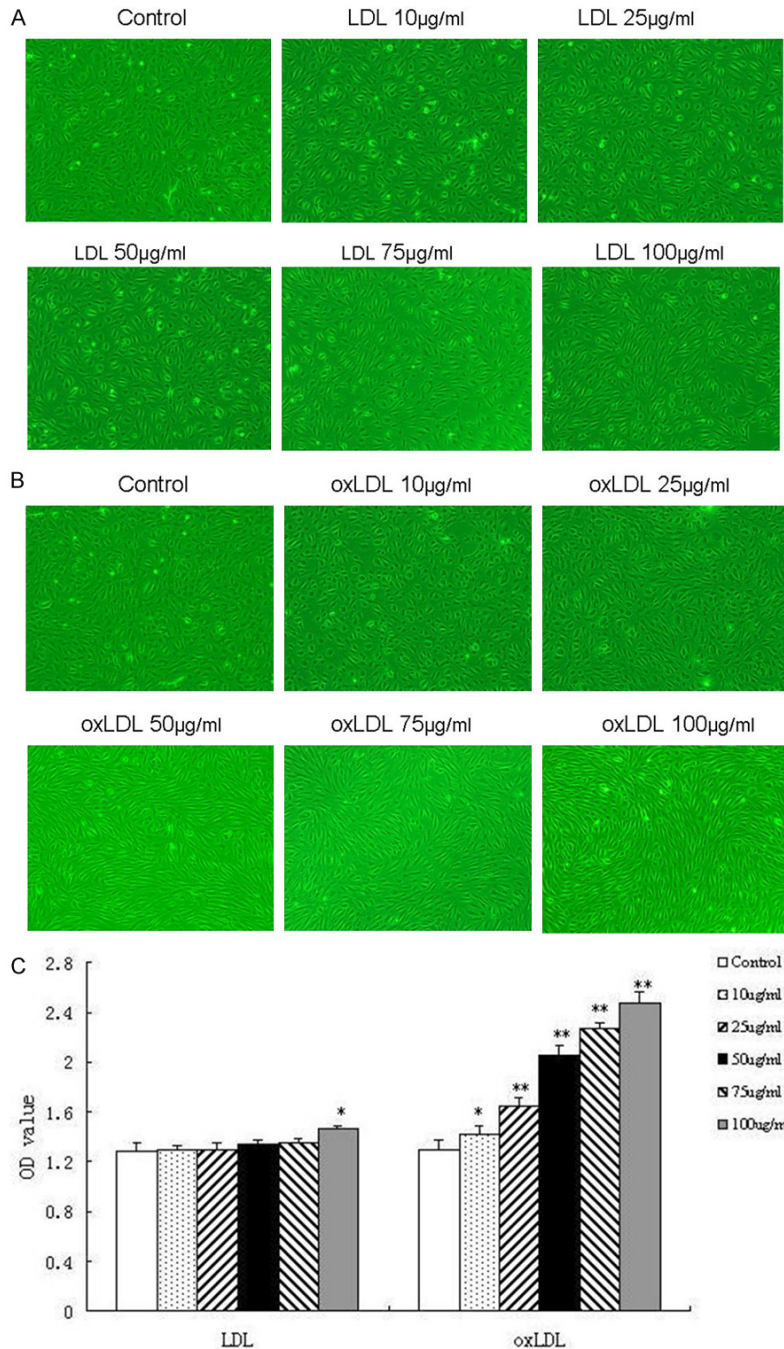 A
Control LDL 10µg/ml LDL 25µg/ml
LDL 50µg/ml LDL 75µg/ml LDL 100µg/ml
B
Control oxLDL 10µg/ml oxLDL 25µg/ml
oxLDL 50µg/ml oxLDL 75µg/ml oxLDL 100µg/ml
C
OD value
2.8
2.4
2
1.6
1.2
0.8
0.4
0
*
* ** ** ** **
LDL oxLDL
Control
10ug/ml
25ug/ml
50ug/ml
75ug/ml
100ug/m